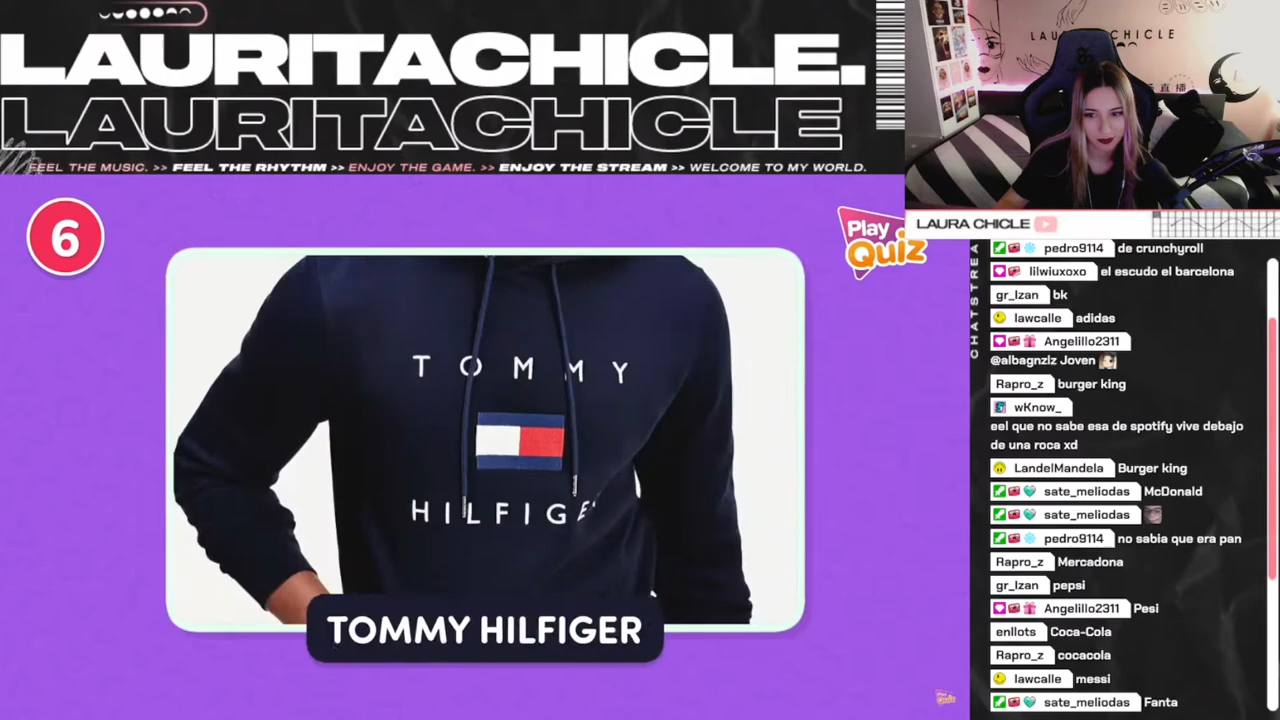 LAURITACHICLE.
LAURITACHICLE
FEEL THE MUSIC. >> FEEL THE RHYTHM >> ENJOY THE GAME. >> ENJOY THE STREAM >> WELCOME TO MY WORLD.
6
Play
Quiz
TOMMY
HILFIGER
TOMMY HILFIGER
Play
Quiz
LAURA CHICLE
CHATSTREA
pedro9114 de crunchyroll
lilwiuxoxo el escudo el barcelona
gr_Izan bk
lawcalle adidas
Angelillo2311
@albagnzlz Joven
Rapro_z burger king
wKnow_
eel que no sabe esa de spotify vive debajo
de una roca xd
LandelMandela Burger king
sate_meliodas McDonald
sate_meliodas
pedro9114 no sabia que era pan
Rapro_z Mercadona
gr_Izan pepsi
Angelillo2311 Pesi
enllots Coca-Cola
Rapro_z cocacola
lawcalle messi
sate_meliodas Fanta